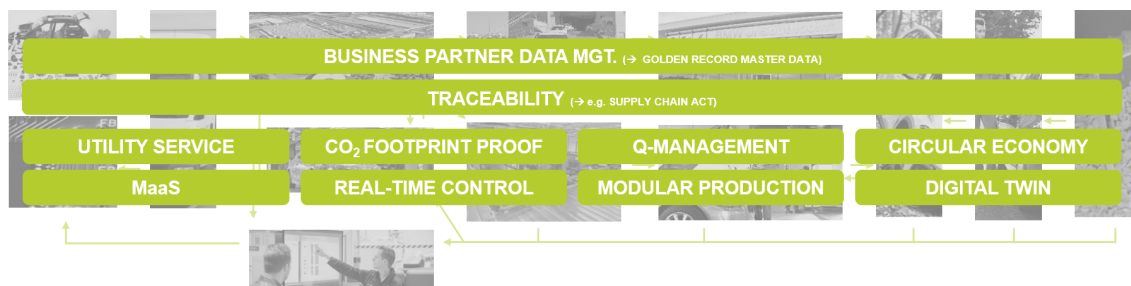 BUSINESS PARTNER DATA MGT. (→ GOLDEN RECORD MASTER DATA)
TRACEABILITY (→ e.g. SUPPLY CHAIN ACT)
UTILITY SERVICE
CO₂ FOOTPRINT PROOF
Q-MANAGEMENT
CIRCULAR ECONOMY
MaaS
REAL-TIME CONTROL
MODULAR PRODUCTION
DIGITAL TWIN